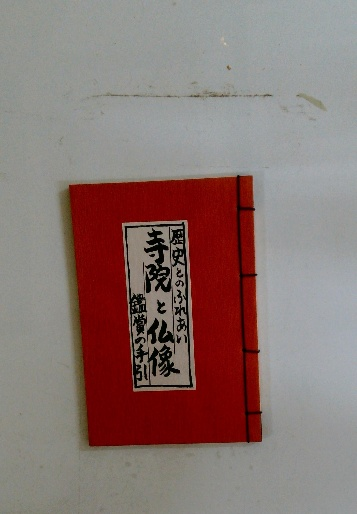 歴史とのふれあい
寺院と仏像
鑑賞の手引